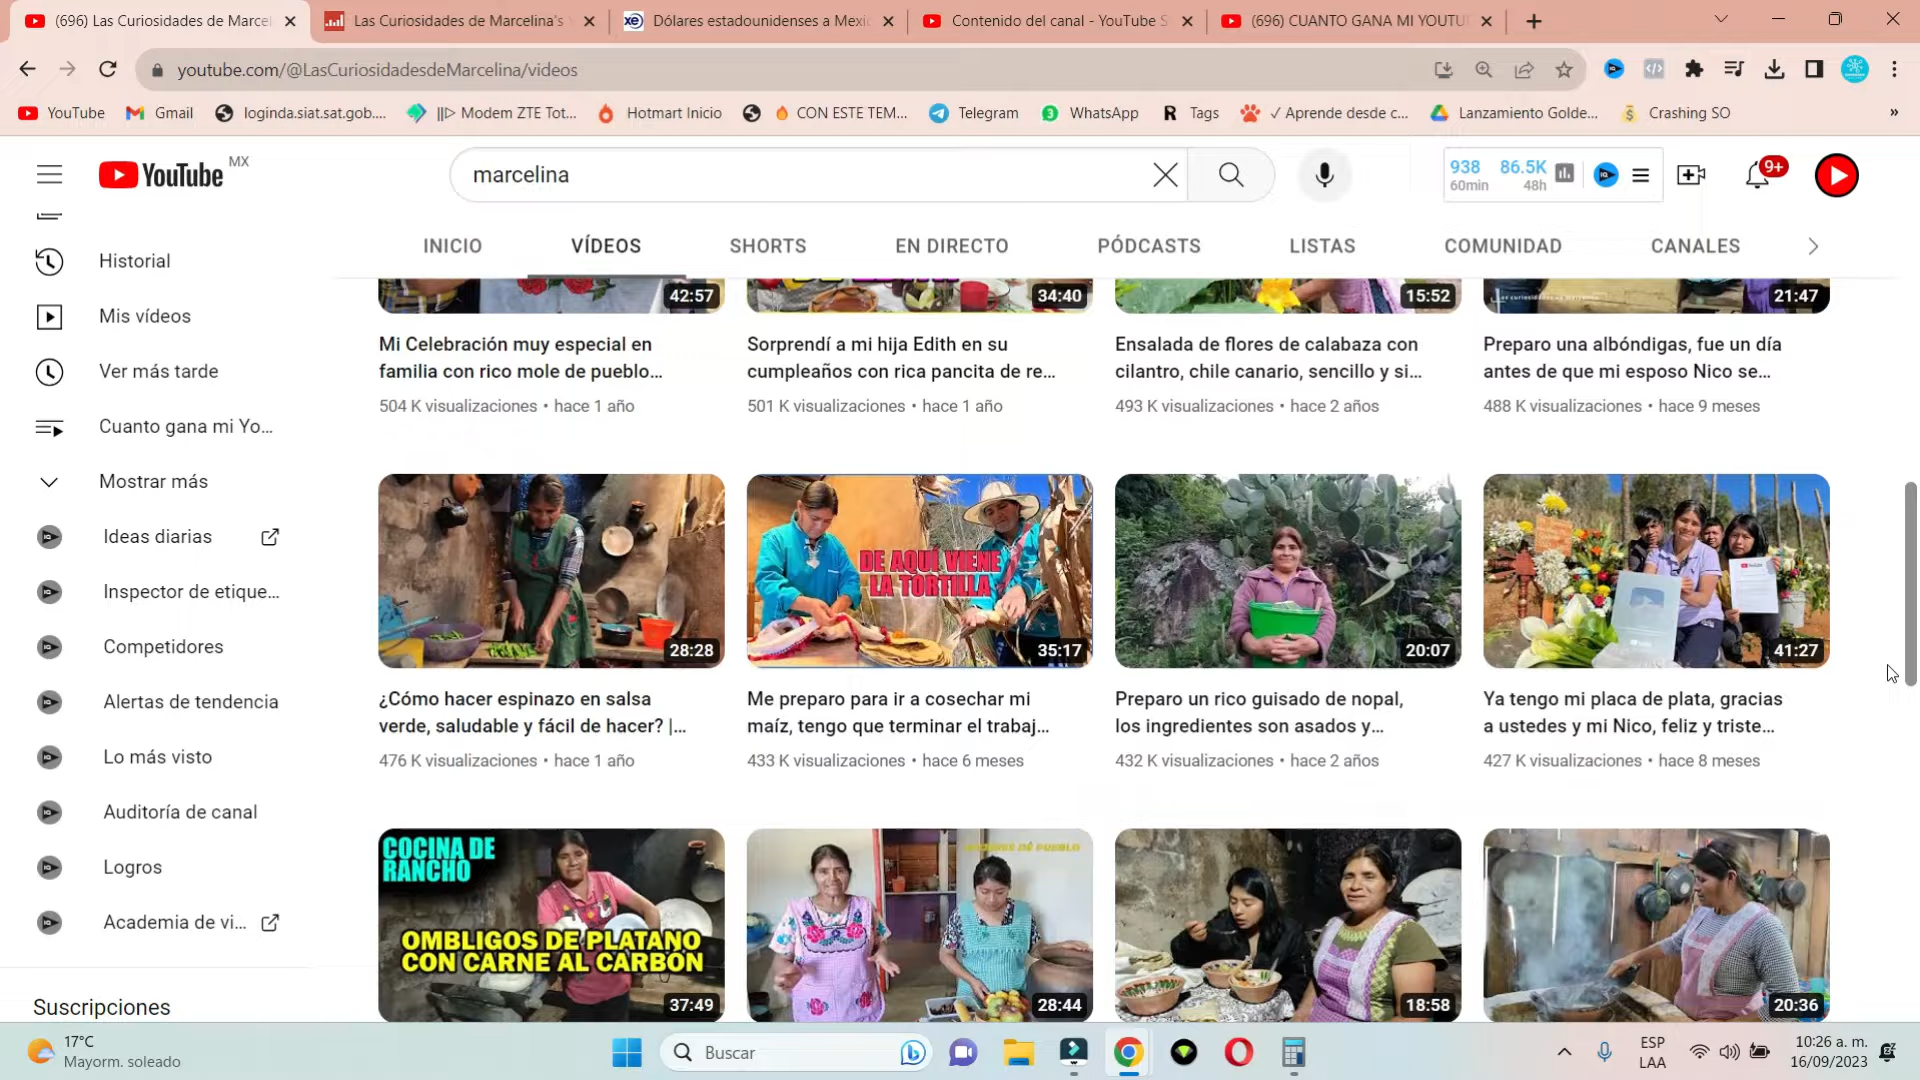 (696) Las Curiosidades de Marcel
Las Curiosidades de Marcelina's
Dólares estadounidenses a Mexi
Contenido del canal - YouTube S
(696) CUANTO GANA MI YOUTU
youtube.com/@LasCuriosidadesdeMarcelina/videos
YouTube
Gmail
loginda.siat.sat.gob....
||▷ Modem ZTE Tot...
Hotmart Inicio
CON ESTE TEM...
Telegram
WhatsApp
Tags
✓ Aprende desde c...
Lanzamiento Golde...
Crashing SO
»
YouTube MX
marcelina
938 86.5K
60min 48h
9+
INICIO
VÍDEOS
SHORTS
EN DIRECTO
PÓDCASTS
LISTAS
COMUNIDAD
CANALES
Historial
Mis vídeos
Ver más tarde
Cuanto gana mi Yo...
Mostrar más
Ideas diarias
Inspector de etique...
Competidores
Alertas de tendencia
Lo más visto
Auditoría de canal
Logros
Academia de vi...
Suscripciones
42:57
34:40
15:52
21:47
Mi Celebración muy especial en
familia con rico mole de pueblo...
504 K visualizaciones • hace 1 año
Sorprendí a mi hija Edith en su
cumpleaños con rica pancita de re...
501 K visualizaciones • hace 1 año
Ensalada de flores de calabaza con
cilantro, chile canario, sencillo y si...
493 K visualizaciones • hace 2 años
Preparo una albóndigas, fue un día
antes de que mi esposo Nico se...
488 K visualizaciones • hace 9 meses
28:28
DE AQUÍ VIENE
LA TORTILLA
35:17
20:07
41:27
¿Cómo hacer espinazo en salsa
verde, saludable y fácil de hacer? |...
476 K visualizaciones • hace 1 año
Me preparo para ir a cosechar mi
maíz, tengo que terminar el trabaj...
433 K visualizaciones • hace 6 meses
Preparo un rico guisado de nopal,
los ingredientes son asados y...
432 K visualizaciones • hace 2 años
Ya tengo mi placa de plata, gracias
a ustedes y mi Nico, feliz y triste...
427 K visualizaciones • hace 8 meses
COCINA DE
RANCHO
OMBLIGOS DE PLATANO
CON CARNE AL CARBÓN
37:49
28:44
18:58
20:36
17°C
Mayorm. soleado
Buscar
ESP
LAA
10:26 a. m.
16/09/2023